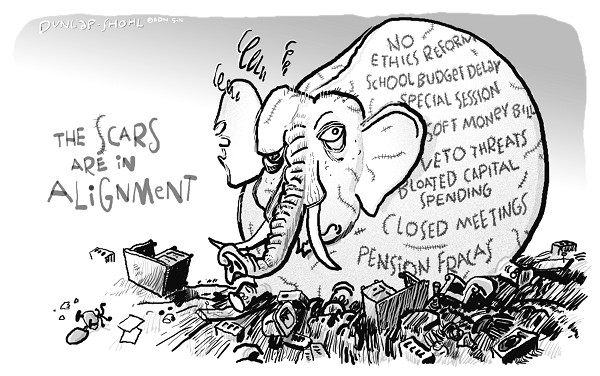 DUNLAP-SHOHL
THE SCARS
ARE IN
ALIGNMENT
NO
ETHICS REFORM
SCHOOL BUDGET DELAY
SPECIAL SESSION
SOFT MONEY BILL
VETO THREATS
BLOATED CAPITAL
SPENDING
CLOSED MEETINGS
PENSION FRACAS